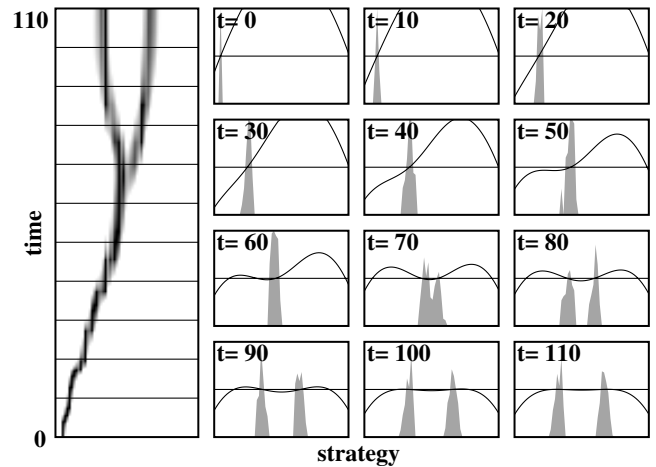 110
time
0
t= 0
t= 10
t= 20
t= 30
t= 40
t= 50
t= 60
t= 70
t= 80
t= 90
t= 100
t= 110
strategy